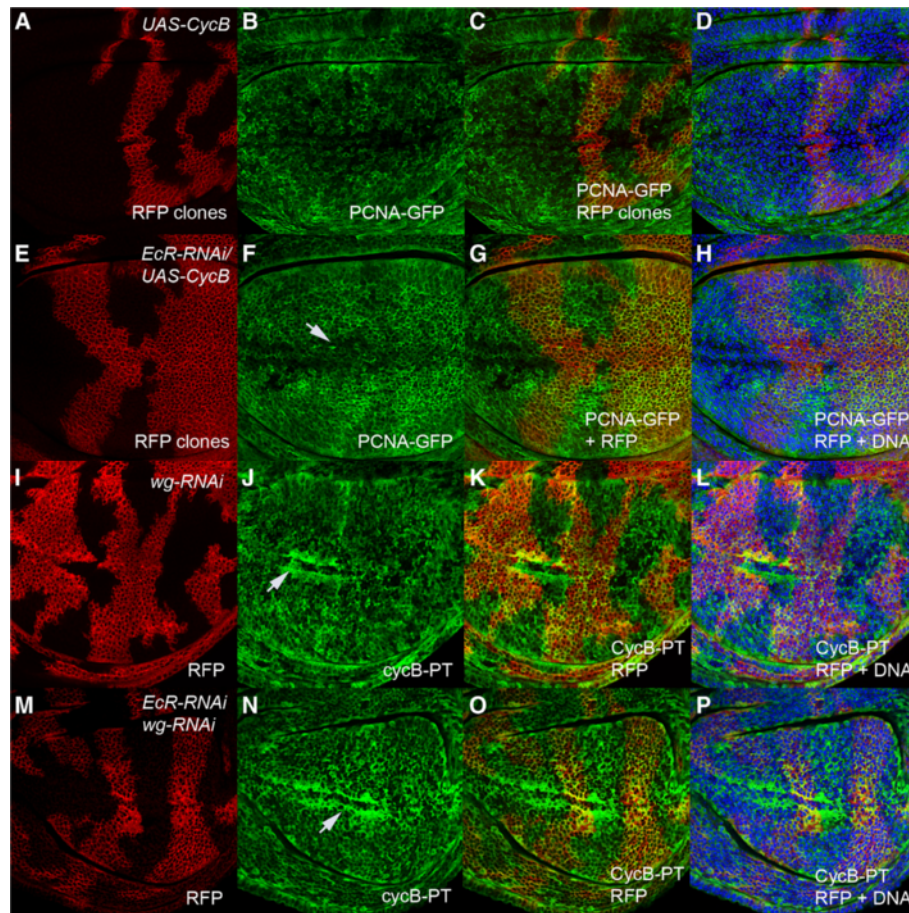 A
UAS-CycB
RFP clones
B
PCNA-GFP
C
PCNA-GFP
RFP clones
D
E
EcR-RNAi/
UAS-CycB
RFP clones
F
PCNA-GFP
G
PCNA-GFP
+ RFP
H
PCNA-GFP
RFP + DNA
I
wg-RNAi
RFP
J
cycB-PT
K
CycB-PT
RFP
L
CycB-PT
RFP + DNA
M
EcR-RNAi
wg-RNAi
RFP
N
cycB-PT
O
CycB-PT
RFP
P
CycB-PT
RFP + DNA